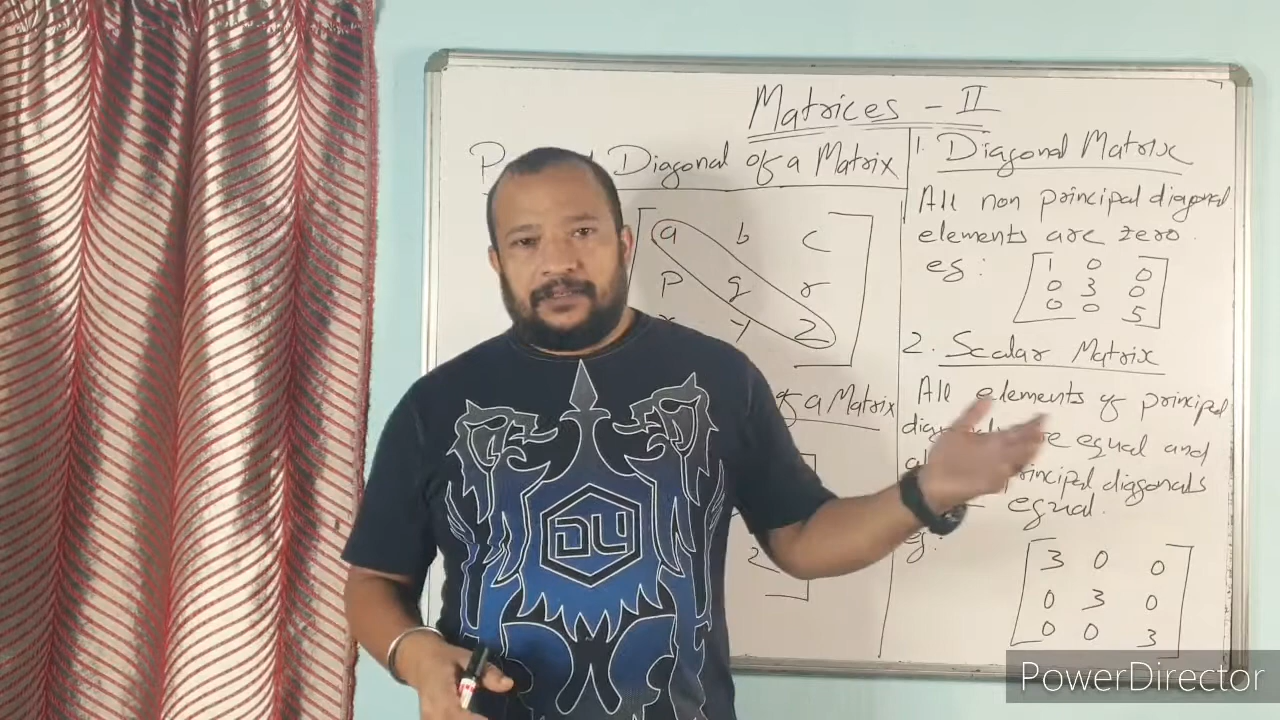 Matrices - II
Diagonal of a Matrix
a b c
p q r
y z
of a Matrix
2
1. Diagonal Matrix
All non principal diagonal
elements are zero.
eg:
1 0 0
0 3 0
0 0 5
2. Scalar Matrix
All elements of principal
equal and
principal diagonals
equal.
eg:
3 0 0
0 3 0
0 0 3
DY
PowerDirector